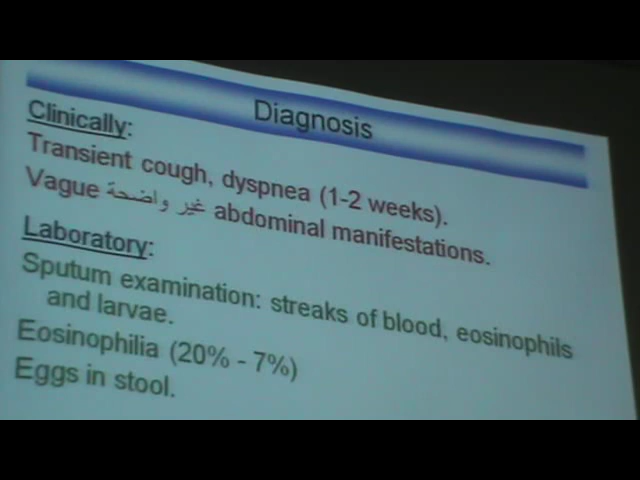 Diagnosis
Clinically:
Transient cough, dyspnea (1-2 weeks).
Vague غير واضحة abdominal manifestations.
Laboratory:
Sputum examination: streaks of blood, eosinophils
and larvae.
Eosinophilia (20% - 7%)
Eggs in stool.